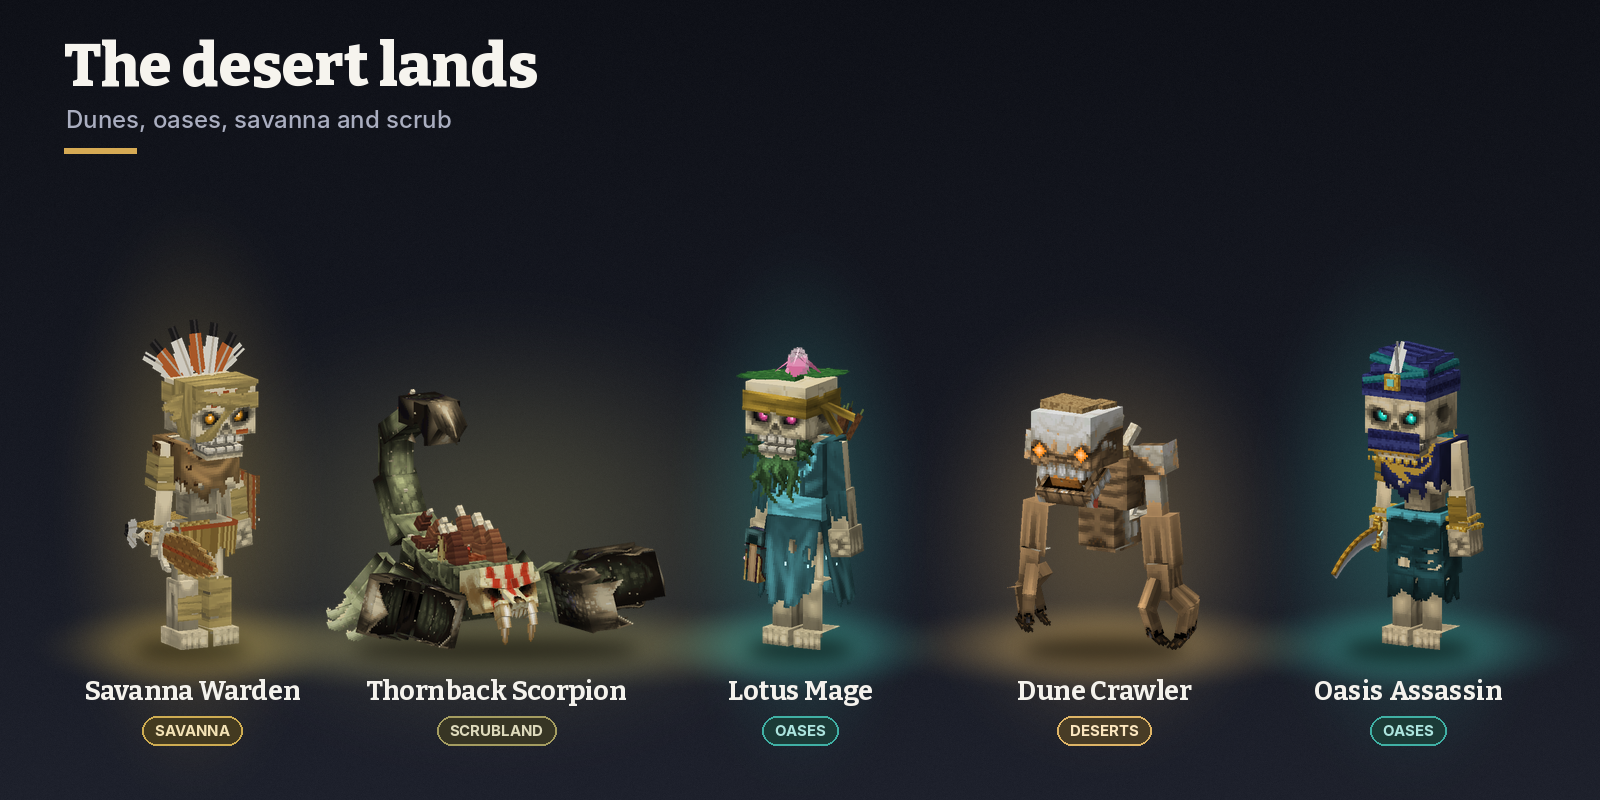 The desert lands
Dunes, oases, savanna and scrub
Savanna Warden
SAVANNA
Thornback Scorpion
SCRUBLAND
Lotus Mage
OASES
Dune Crawler
DESERTS
Oasis Assassin
OASES